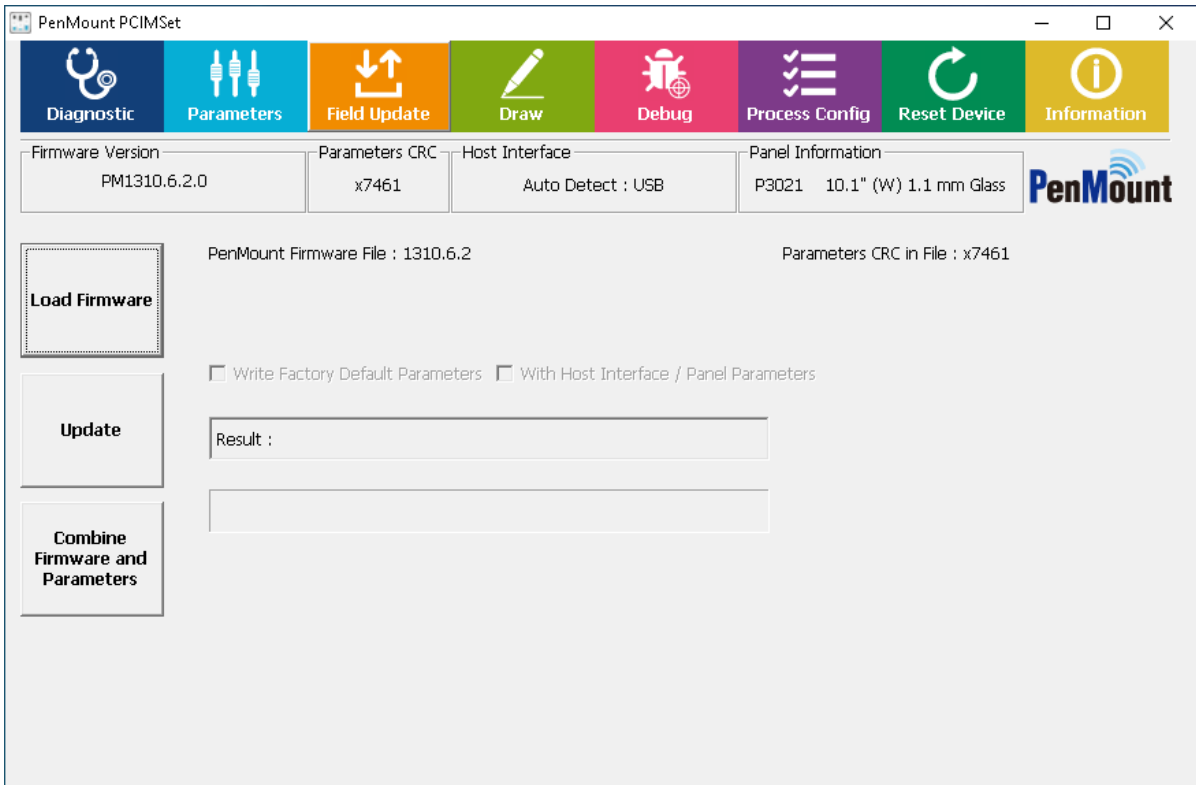 PenMount PCIMSet
Diagnostic
Parameters
Field Update
Draw
Debug
Process Config
Reset Device
Information
Firmware Version
PM1310.6.2.0
Parameters CRC
x7461
Host Interface
Auto Detect : USB
Panel Information
P3021 10.1" (W) 1.1 mm Glass
PenMount
Load Firmware
PenMount Firmware File : 1310.6.2
Parameters CRC in File : x7461
Write Factory Default Parameters
With Host Interface / Panel Parameters
Update
Result :
Combine
Firmware and
Parameters